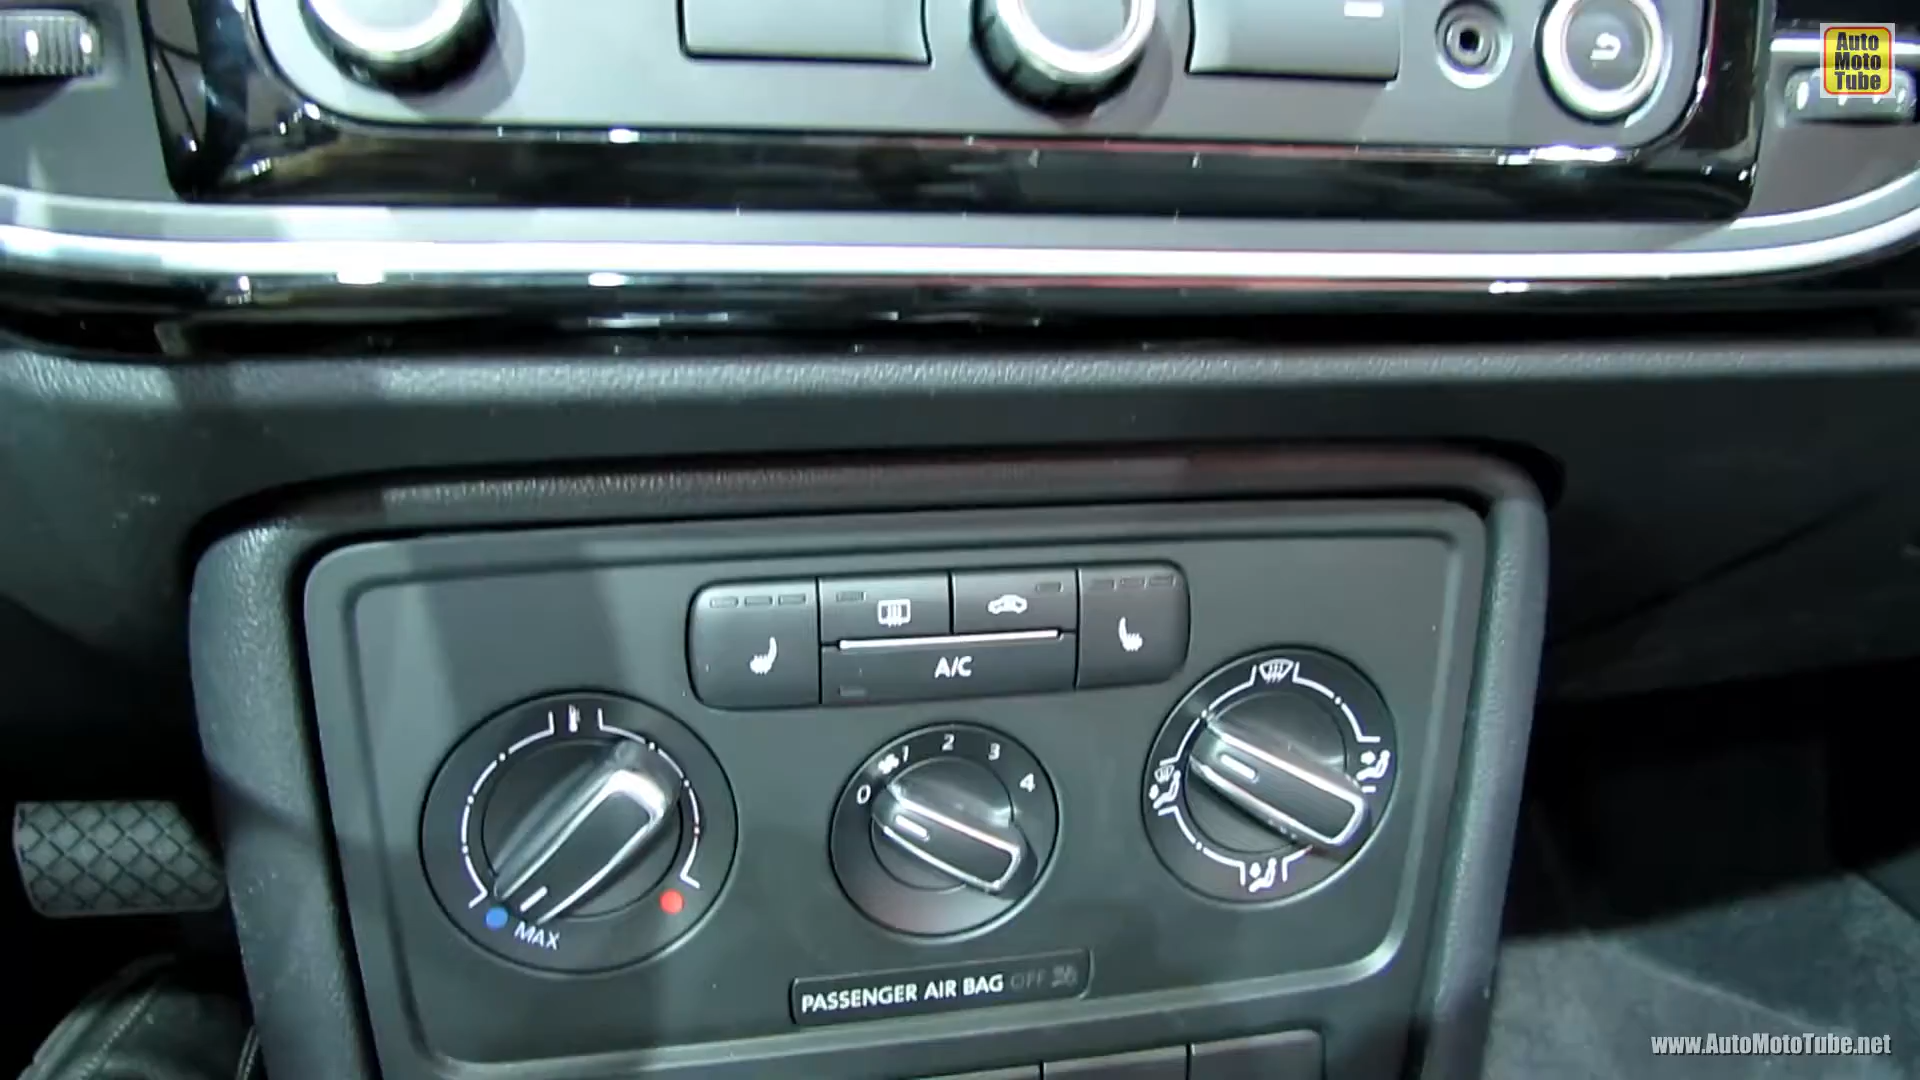 Auto
Moto
Tube
A/C
0 1 2 3 4
MAX
PASSENGER AIR BAG OFF
www.AutoMotoTube.net